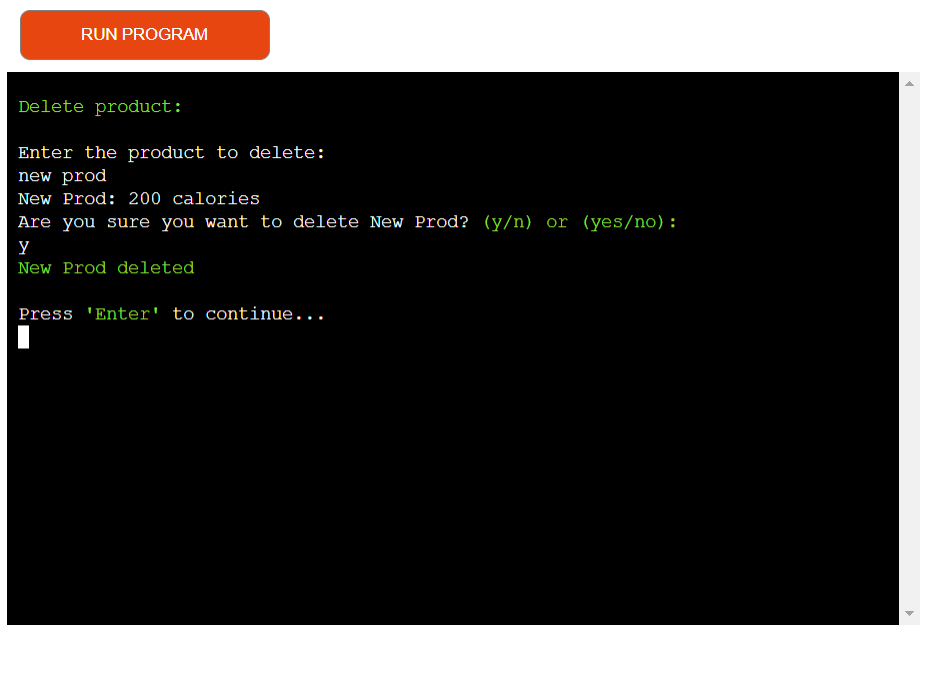 RUN PROGRAM
Delete product:
Enter the product to delete:
new prod
New Prod: 200 calories
Are you sure you want to delete New Prod? (y/n) or (yes/no):
y
New Prod deleted
Press 'Enter' to continue...